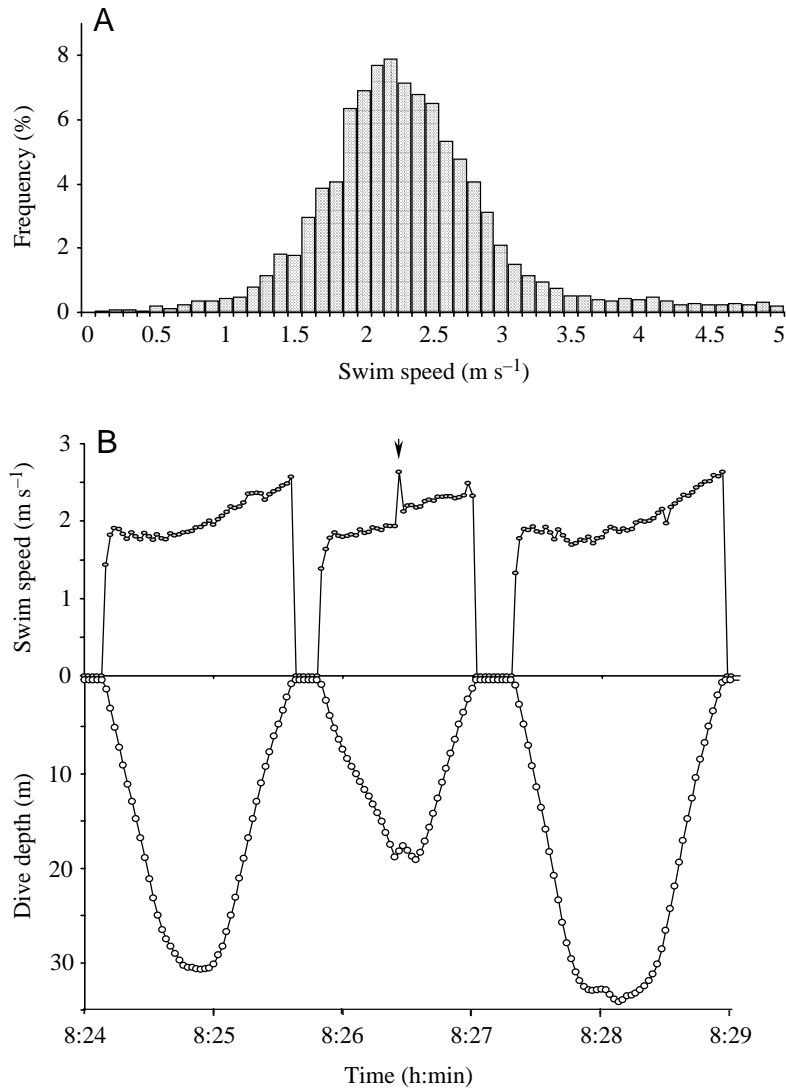 A
Frequency (%)
8
6
4
2
0
0 0.5 1 1.5 2 2.5 3 3.5 4 4.5 5
Swim speed (m s⁻¹)
B
Swim speed (m s⁻¹)
3
2
1
0
Dive depth (m)
10
20
30
8:24 8:25 8:26 8:27 8:28 8:29
Time (h:min)